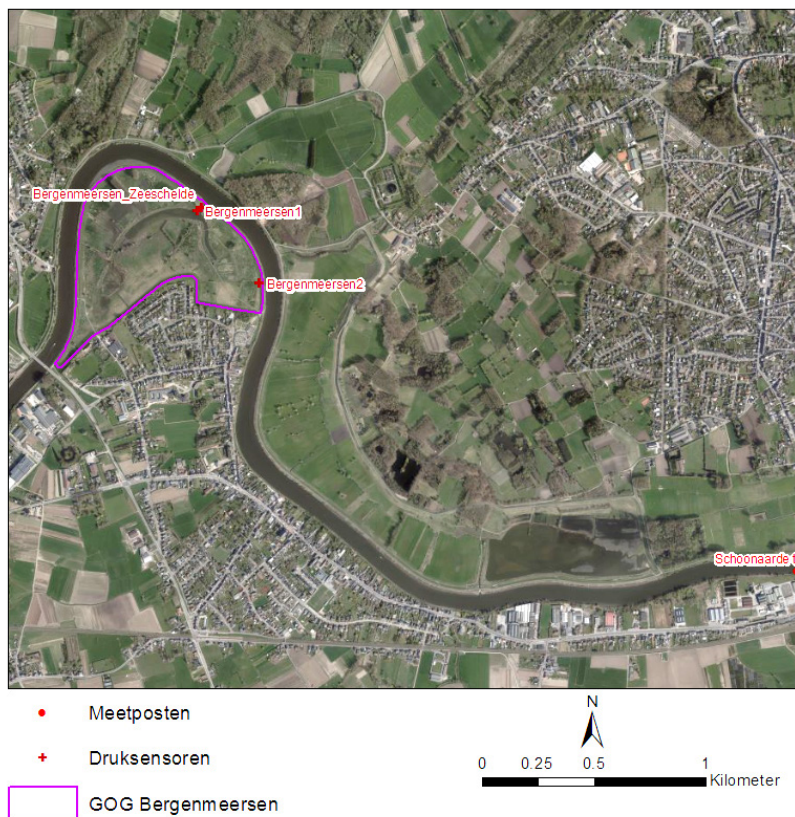 Bergenmeersen_Zeeschelde
Bergenmeersen1
Bergenmeersen2
Schoonaarde t
Meetposten
Druksensoren
GOG Bergenmeersen
N
0 0.25 0.5 1
Kilometer